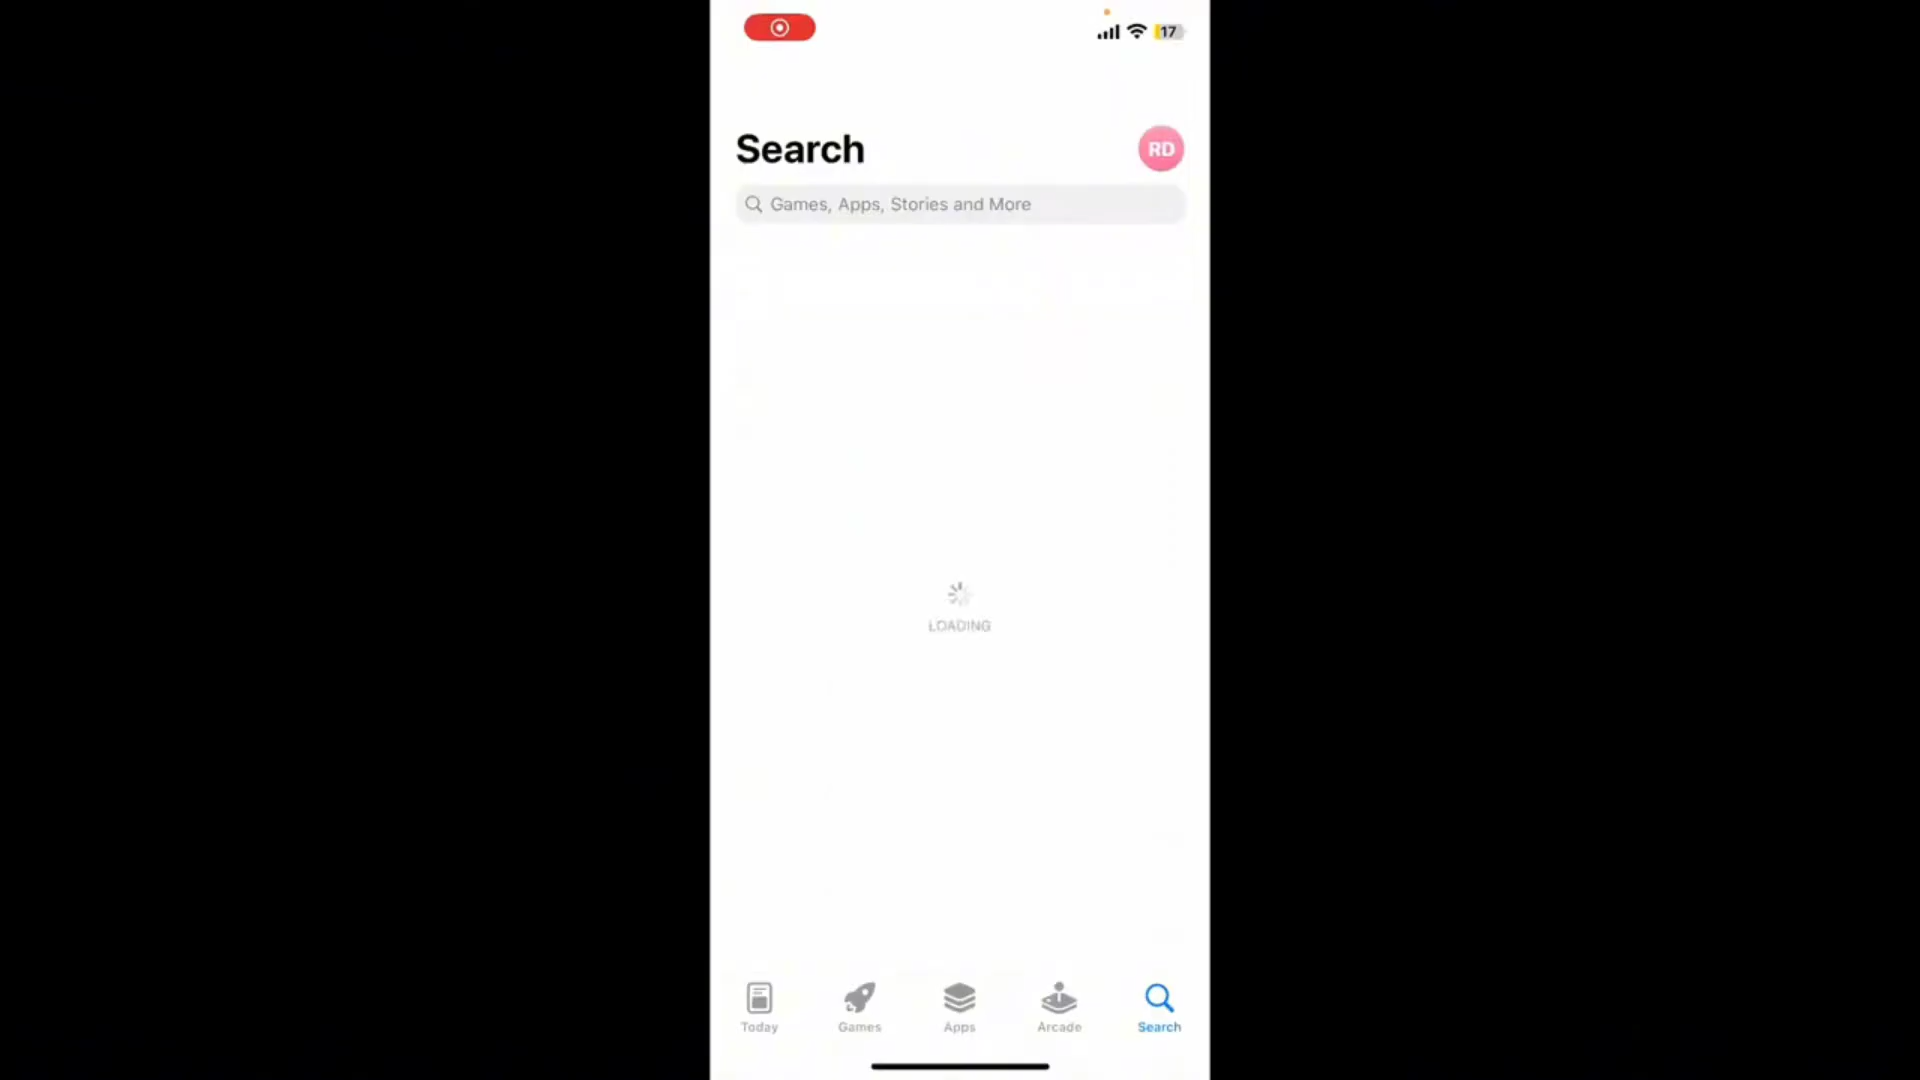 17
Search
RD
Games, Apps, Stories and More
LOADING
Today
Games
Apps
Arcade
Search